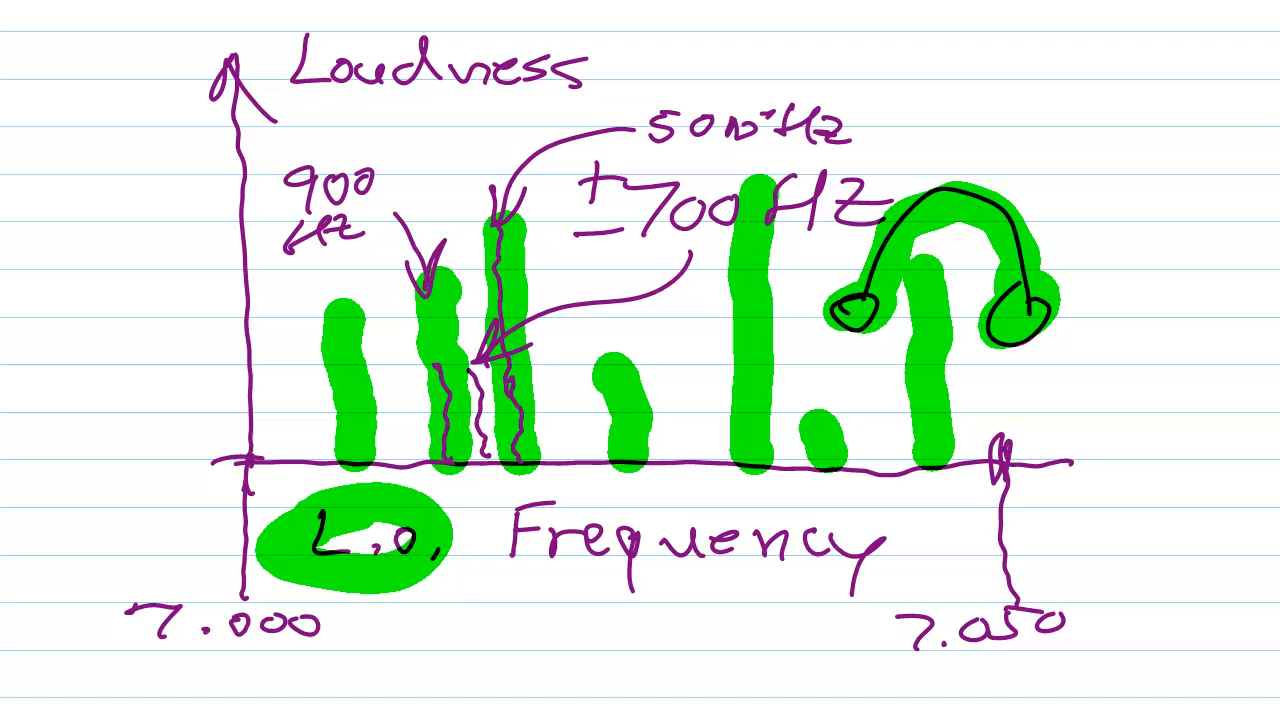 Loudness
500 Hz
900
Hz
± 700 HZ
L.O.
Frequency
7.000
7.050